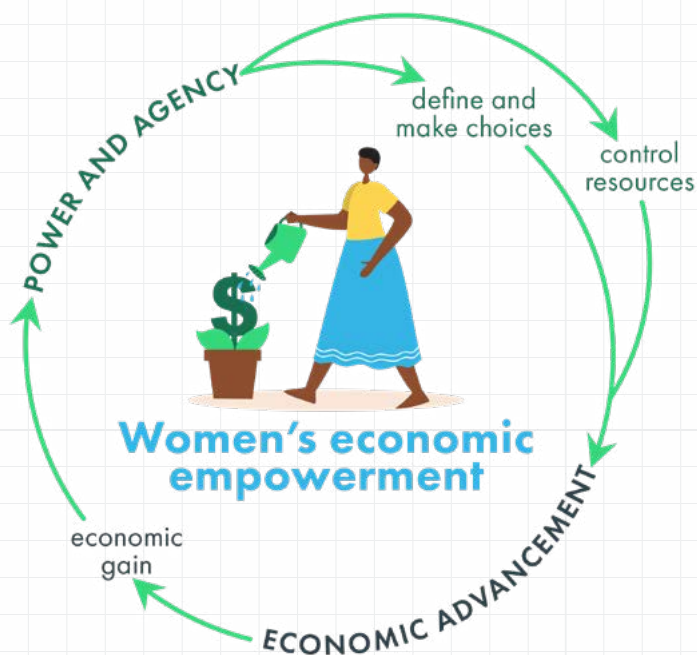 POWER AND AGENCY
define and
make choices
control
resources
$
Women's economic
empowerment
ECONOMIC ADVANCEMENT
economic
gain